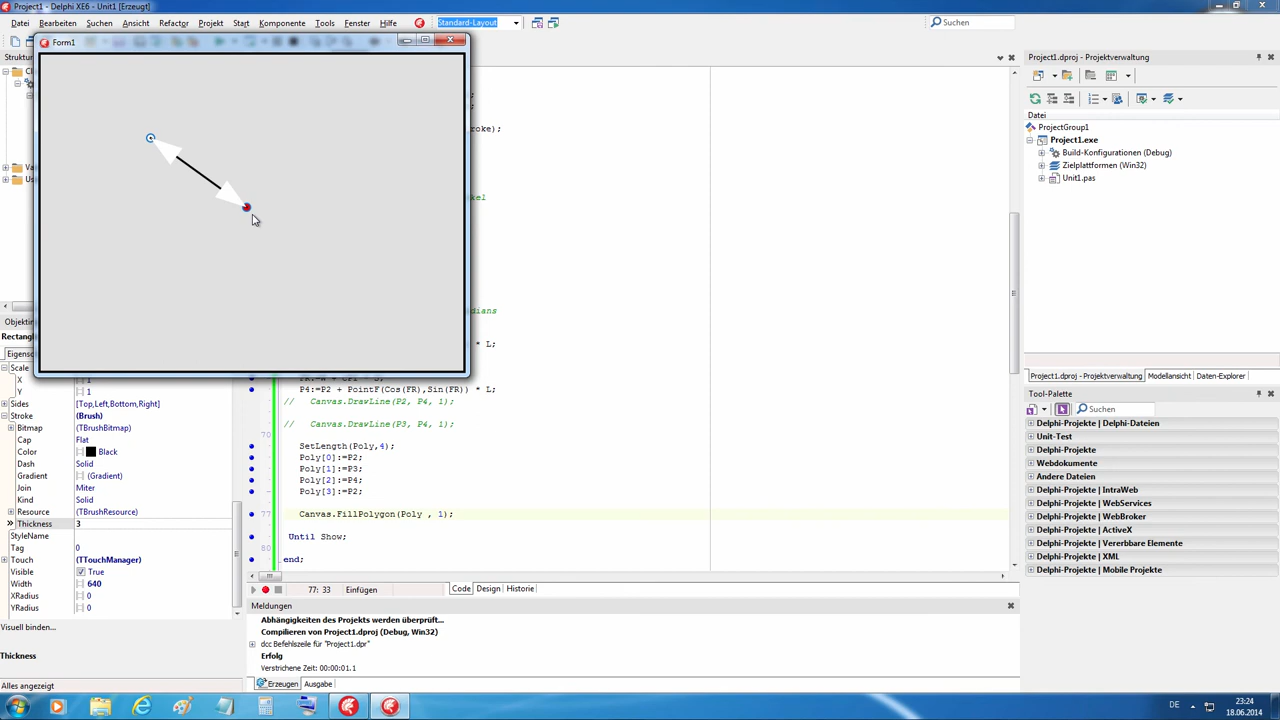 Project1 - Delphi XE6 - Unit1 [Erzeugt]
Datei Bearbeiten Suchen Ansicht Refactor Projekt Start Komponente Tools Fenster Hilfe Standard-Layout Suchen
Form1
Project1.dproj - Projektverwaltung
Datei
ProjectGroup1
Project1.exe
Build-Konfigurationen (Debug)
Zielplattformen (Win32)
Unit1.pas
Project1.dproj - Projektverwaltung Modellansicht Daten-Explorer
Tool-Palette
Suchen
Delphi-Projekte | Delphi-Dateien
Unit-Test
Delphi-Projekte
Webdokumente
Andere Dateien
Delphi-Projekte | IntraWeb
Delphi-Projekte | WebServices
Delphi-Projekte | WebBroker
Delphi-Projekte | ActiveX
Delphi-Projekte | Vererbbare Elemente
Delphi-Projekte | XML
Delphi-Projekte | Mobile Projekte
* L;
P4:=P2 + PointF(Cos(FR),Sin(FR)) * L;
// Canvas.DrawLine(P2, P4, 1);
// Canvas.DrawLine(P3, P4, 1);
70
SetLength(Poly,4);
Poly[0]:=P2;
Poly[1]:=P3;
Poly[2]:=P4;
Poly[3]:=P2;
77 Canvas.FillPolygon(Poly , 1);
Until Show;
80
end;
77: 33 Einfügen Code Design Historie
Scale
X 1
Y 1
Sides [Top,Left,Bottom,Right]
Stroke (Brush)
Bitmap (TBrushBitmap)
Cap Flat
Color Black
Dash Solid
Gradient (Gradient)
Join Miter
Kind Solid
Resource (TBrushResource)
Thickness 3
StyleName
Tag 0
Touch (TTouchManager)
Visible True
Width 640
XRadius 0
YRadius 0
Visuell binden...
Thickness
Alles angezeigt
Meldungen
Abhängigkeiten des Projekts werden überprüft...
Compilieren von Project1.dproj (Debug, Win32)
dcc Befehlszeile für "Project1.dpr"
Erfolg
Verstrichene Zeit: 00:00:01.1
Erzeugen Ausgabe
DE
23:24
18.06.2014